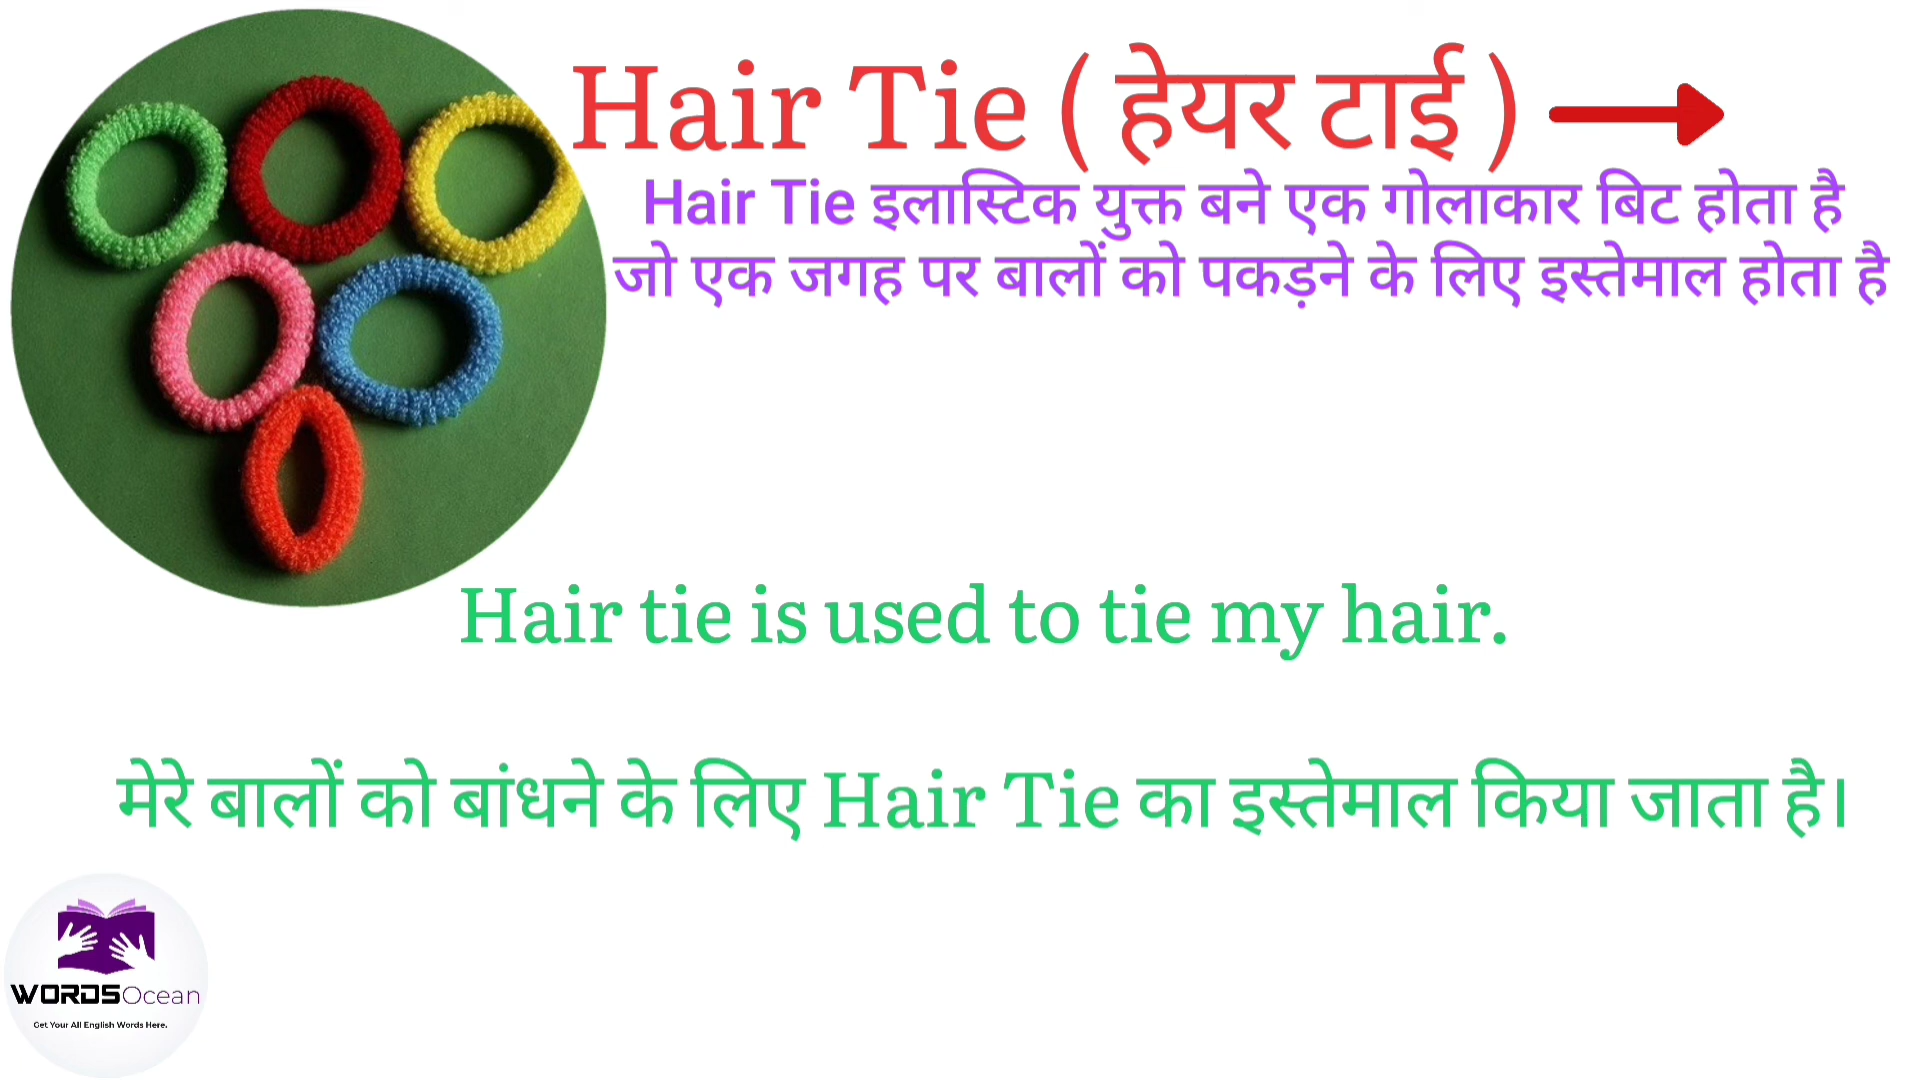 Hair Tie ( हेयर टाई )
Hair Tie इलास्टिक युक्त बने एक गोलाकार बिट होता है
जो एक जगह पर बालों को पकड़ने के लिए इस्तेमाल होता है
Hair tie is used to tie my hair.
मेरे बालों को बांधने के लिए Hair Tie का इस्तेमाल किया जाता है।
WORDSOcean
Get Your All English Words Here.